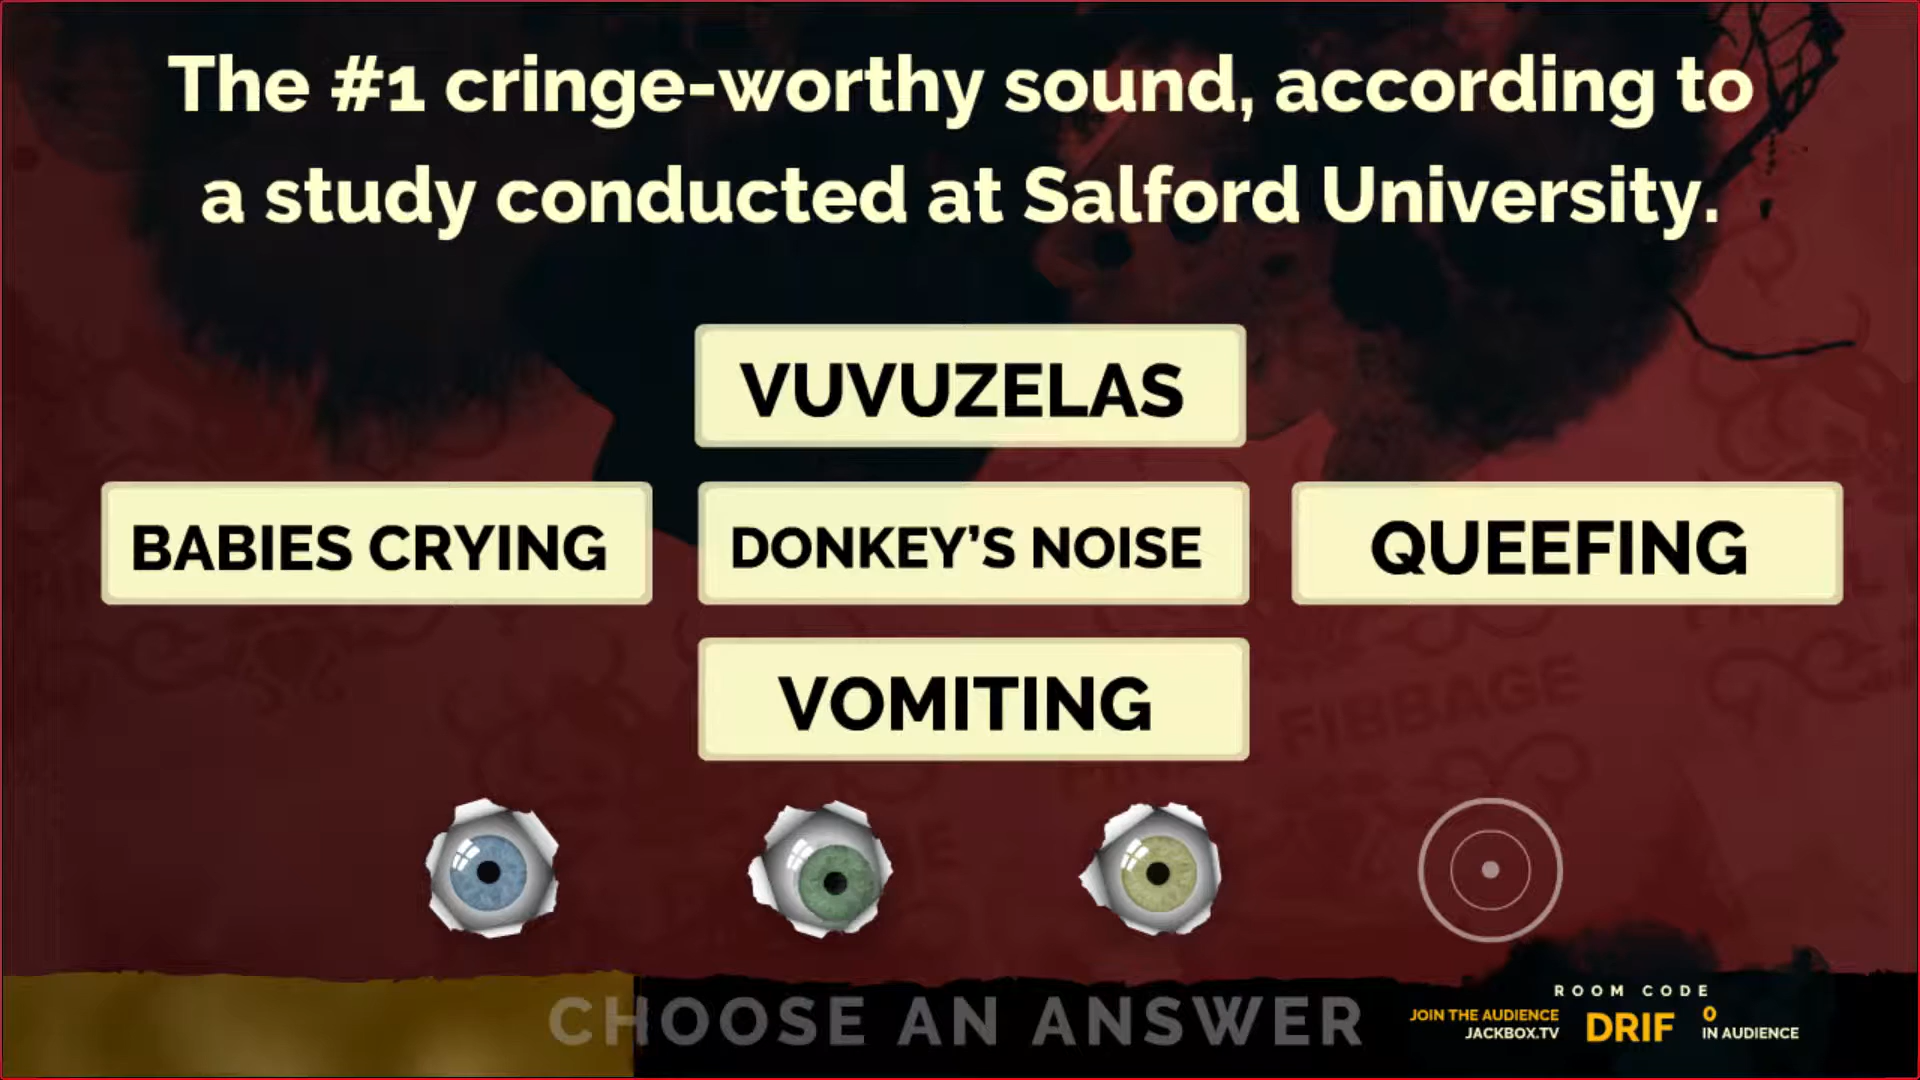 The #1 cringe-worthy sound, according to
a study conducted at Salford University.
VUVUZELAS
BABIES CRYING
DONKEY’S NOISE
QUEEFING
VOMITING
FIBBAGE
CHOOSE AN ANSWER
ROOM CODE
JOIN THE AUDIENCE
JACKBOX.TV
DRIF
0
IN AUDIENCE